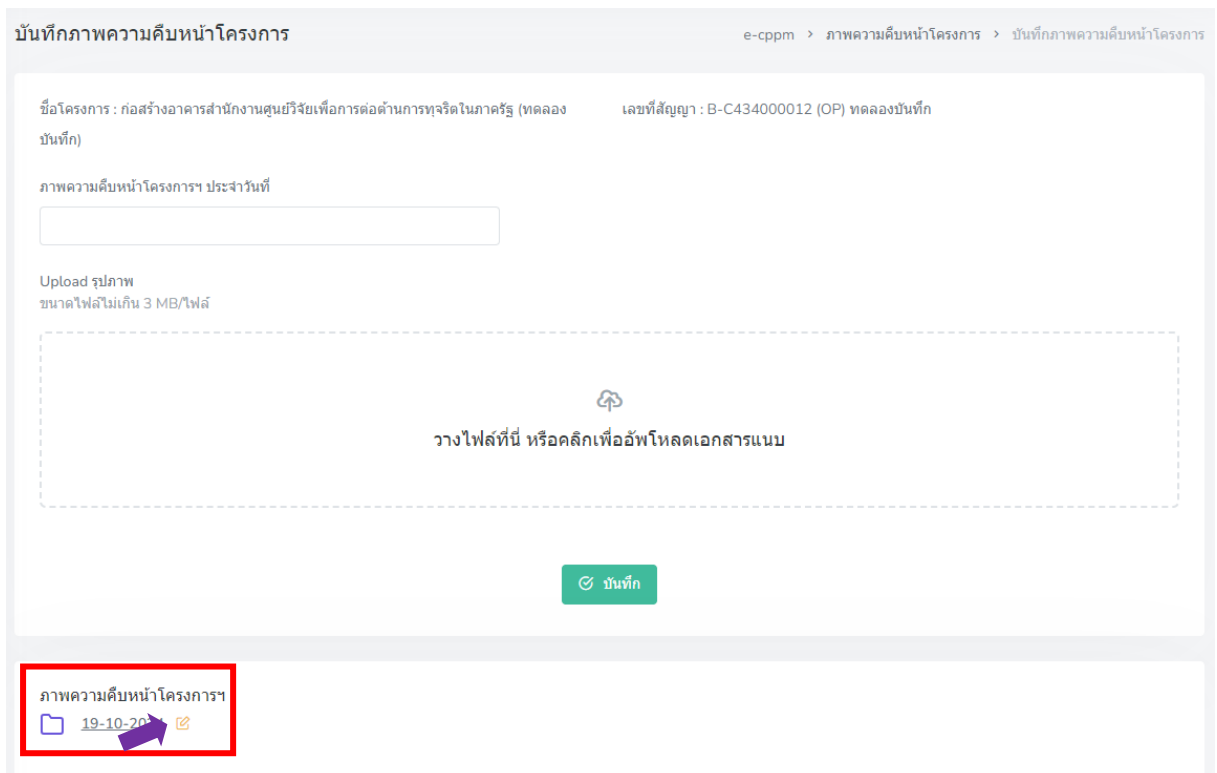 บันทึกภาพความคืบหน้าโครงการ
e-cppm > ภาพความคืบหน้าโครงการ > บันทึกภาพความคืบหน้าโครงการ
ชื่อโครงการ : ก่อสร้างอาคารสำนักงานศูนย์วิจัยเพื่อการต่อต้านการทุจริตในภาครัฐ (ทดลอง
บันทึก)
เลขที่สัญญา : B-C434000012 (OP) ทดลองบันทึก
ภาพความคืบหน้าโครงการฯ ประจำวันที่
Upload รูปภาพ
ขนาดไฟล์ไม่เกิน 3 MB/ไฟล์
วางไฟล์ที่นี่ หรือคลิกเพื่ออัพโหลดเอกสารแนบ
บันทึก
ภาพความคืบหน้าโครงการฯ
19-10-20